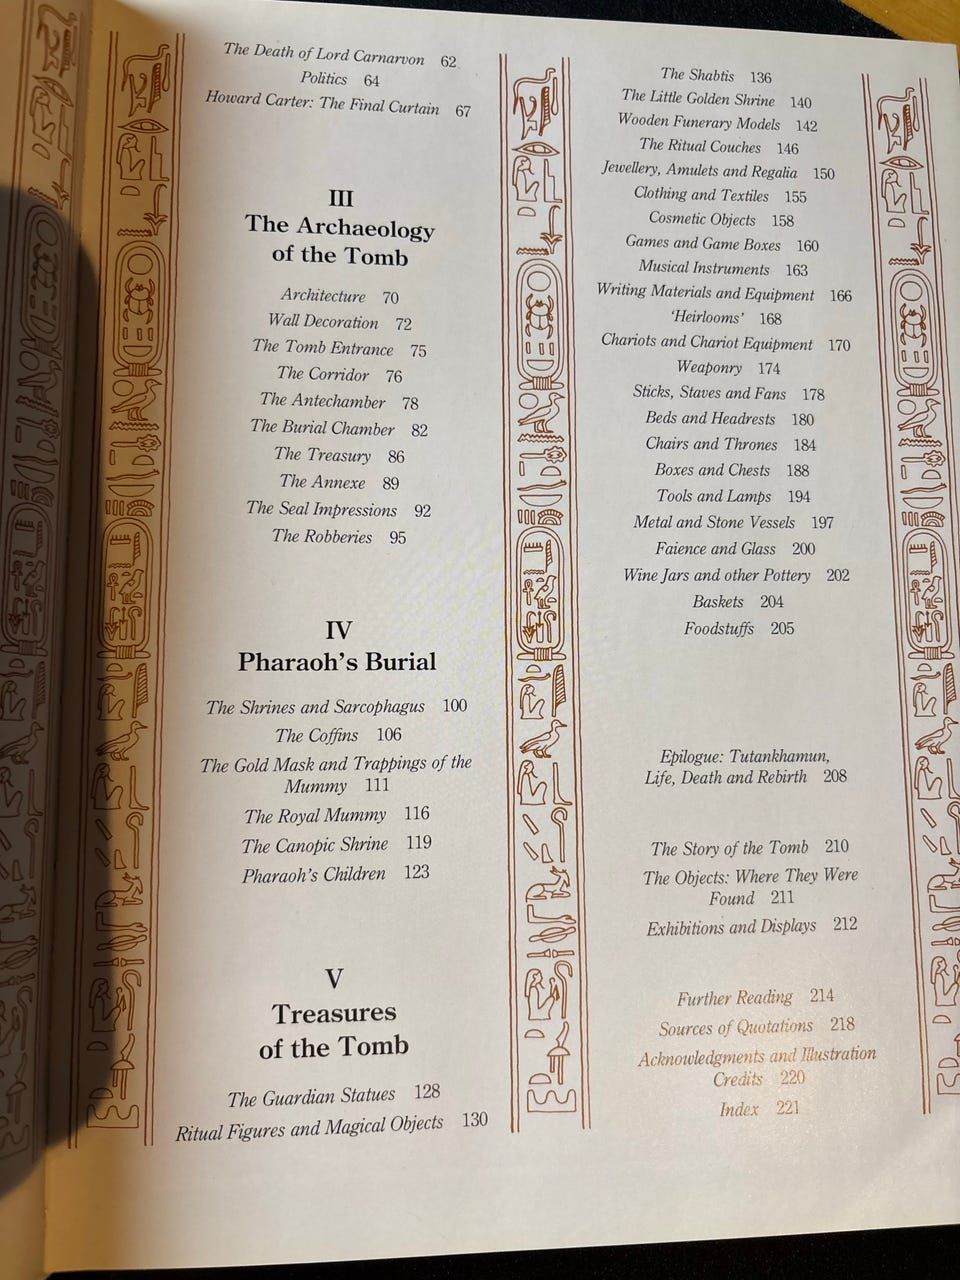 The Death of Lord Carnarvon 62
Politics 64
Howard Carter: The Final Curtain 67
III
The Archaeology
of the Tomb
Architecture 70
Wall Decoration 72
The Tomb Entrance 75
The Corridor 76
The Antechamber 78
The Burial Chamber 82
The Treasury 86
The Annexe 89
The Seal Impressions 92
The Robberies 95
IV
Pharaoh's Burial
The Shrines and Sarcophagus 100
The Coffins 106
The Gold Mask and Trappings of the
Mummy 111
The Royal Mummy 116
The Canopic Shrine 119
Pharaoh's Children 123
V
Treasures
of the Tomb
The Guardian Statues 128
Ritual Figures and Magical Objects 130
The Shabtis 136
The Little Golden Shrine 140
Wooden Funerary Models 142
The Ritual Couches 146
Jewellery, Amulets and Regalia 150
Clothing and Textiles 155
Cosmetic Objects 158
Games and Game Boxes 160
Musical Instruments 163
Writing Materials and Equipment 166
'Heirlooms' 168
Chariots and Chariot Equipment 170
Weaponry 174
Sticks, Staves and Fans 178
Beds and Headrests 180
Chairs and Thrones 184
Boxes and Chests 188
Tools and Lamps 194
Metal and Stone Vessels 197
Faience and Glass 200
Wine Jars and other Pottery 202
Baskets 204
Foodstuffs 205
Epilogue: Tutankhamun,
Life, Death and Rebirth 208
The Story of the Tomb 210
The Objects: Where They Were
Found 211
Exhibitions and Displays 212
Further Reading 214
Sources of Quotations 218
Acknowledgments and Illustration
Credits 220
Index 221